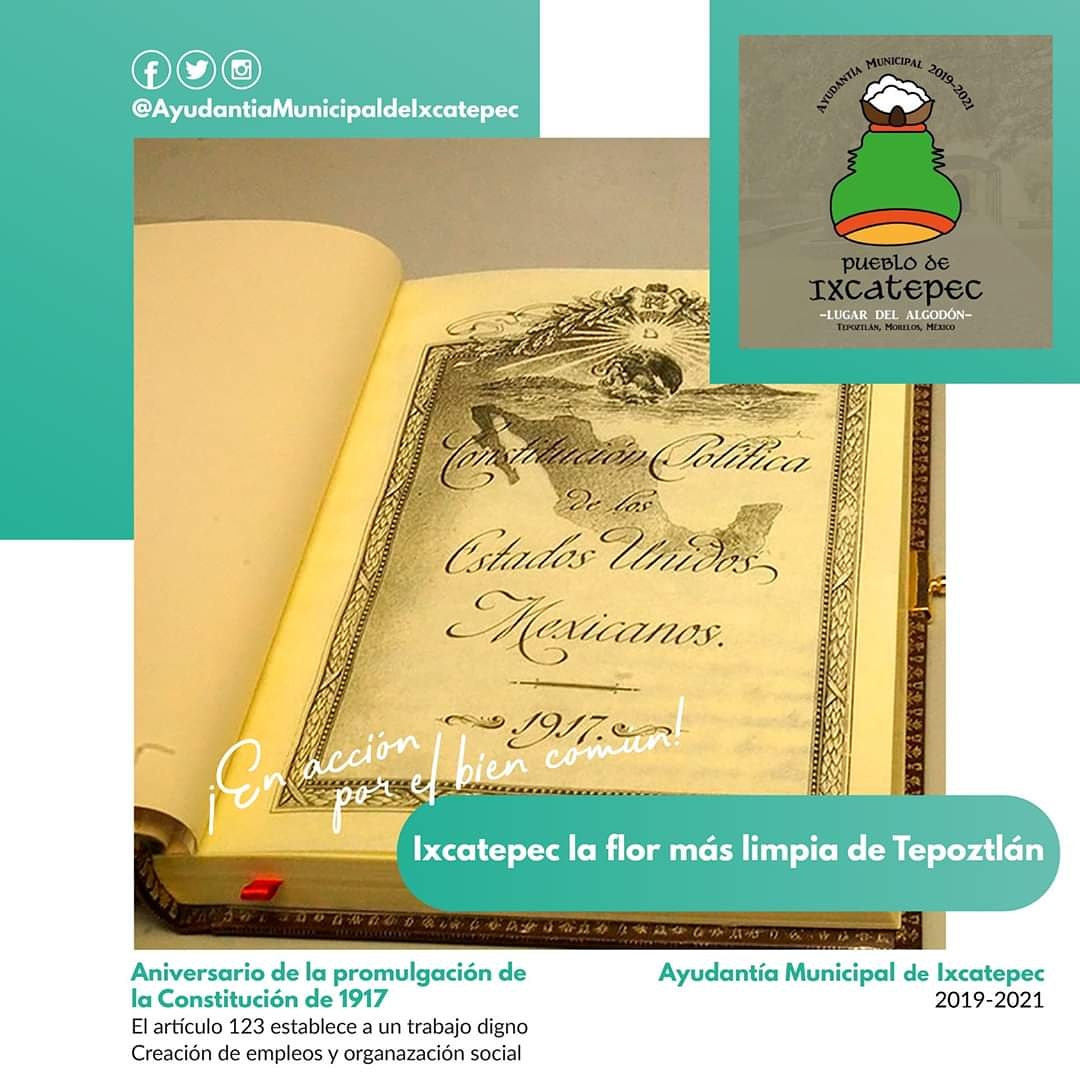 @AyudantiaMunicipaldeIxcatepec
AYUDANTÍA MUNICIPAL 2019-2021
PUEBLO DE
IXCATEPEC
-LUGAR DEL ALGODÓN-
TEPOZTLÁN, MORELOS, MÉXICO
Constitución Política
de los
Estados Unidos
Mexicanos.
1917.
¡En acción
por el bien común!
Ixcatepec la flor más limpia de Tepoztlán
Aniversario de la promulgación de
la Constitución de 1917
El artículo 123 establece a un trabajo digno
Creación de empleos y organazación social
Ayudantía Municipal de Ixcatepec
2019-2021